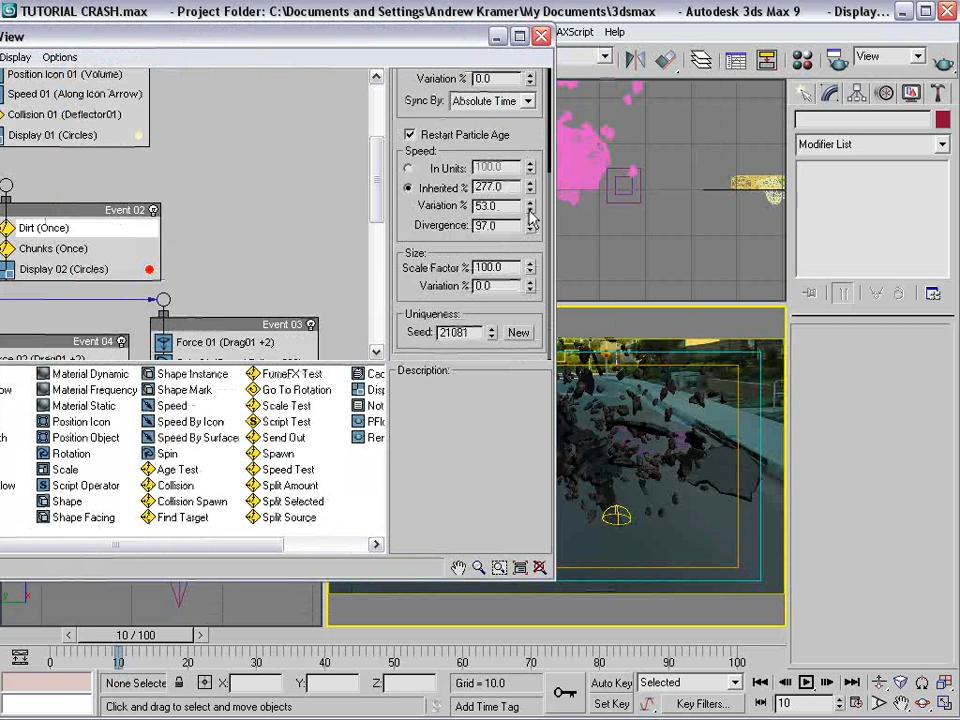 TUTORIAL CRASH.max - Project Folder: C:\Documents and Settings\Andrew Kramer\My Documents\3dsmax - Autodesk 3ds Max 9 - Display...
View
AXScript Help
Display Options
View
Position Icon 01 (Volume)
Speed 01 (Along Icon Arrow)
Collision 01 (Deflector01)
Display 01 (Circles)
Event 02
Dirt (Once)
Chunks (Once)
Display 02 (Circles)
Event 03
Force 01 (Drag01 +2)
Event 04
Variation % 0.0
Sync By: Absolute Time
Restart Particle Age
Speed:
In Units: 100.0
Inherited % 277.0
Variation % 53.0
Divergence: 97.0
Size:
Scale Factor % 100.0
Variation % 0.0
Uniqueness:
Seed: 21081 New
Description:
Modifier List
Material Dynamic Shape Instance FumeFX Test Cac
Material Frequency Shape Mark Go To Rotation Disp
Material Static Speed Scale Test Not
Position Icon Speed By Icon Script Test PFlo
Position Object Speed By Surface Send Out Rer
Rotation Spin Spawn
Scale Age Test Speed Test
Script Operator Collision Split Amount
Shape Collision Spawn Split Selected
Shape Facing Find Target Split Source
x
10 / 100
0 10 20 30 40 50 60 70 80 90 100
None Selecte X: Y: Z: Grid = 10.0 Auto Key Selected
Click and drag to select and move objects Add Time Tag Set Key Key Filters... 10